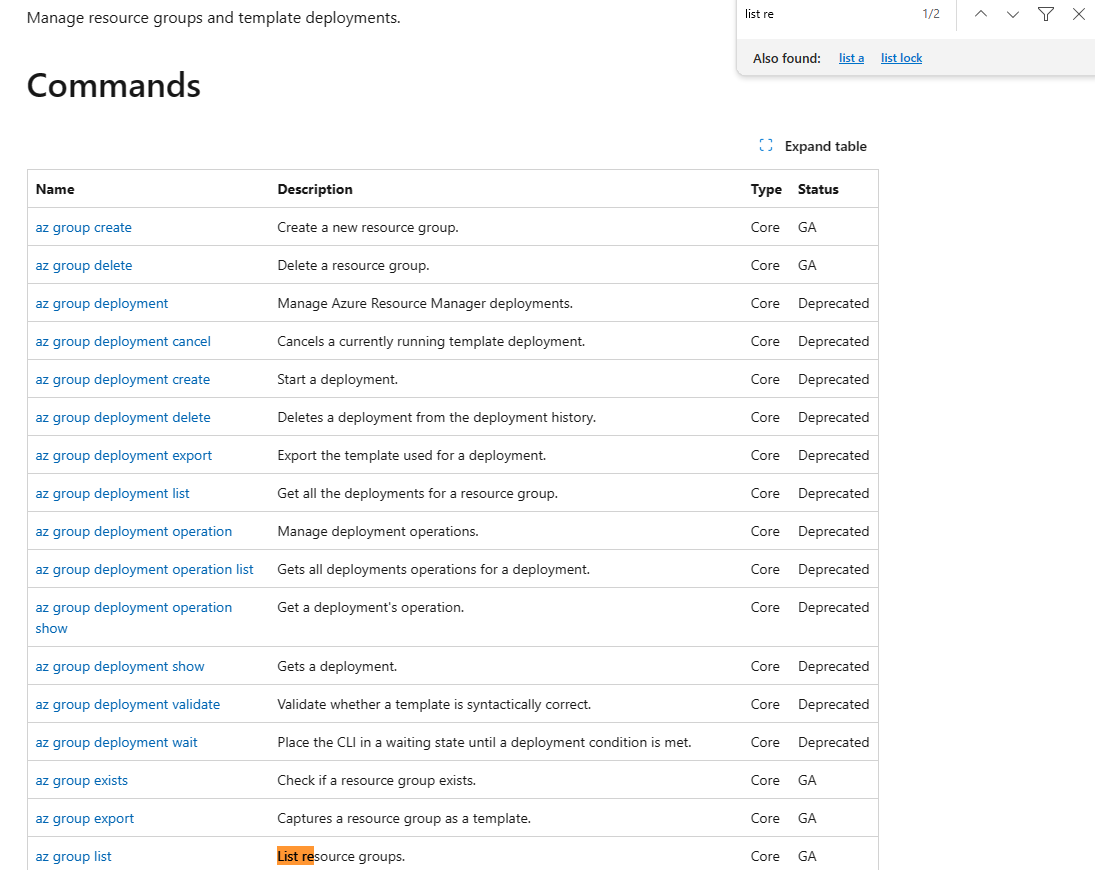 Manage resource groups and template deployments.
list re 1/2
Also found: list a list lock
Commands
Expand table
Name Description Type Status
az group create Create a new resource group. Core GA
az group delete Delete a resource group. Core GA
az group deployment Manage Azure Resource Manager deployments. Core Deprecated
az group deployment cancel Cancels a currently running template deployment. Core Deprecated
az group deployment create Start a deployment. Core Deprecated
az group deployment delete Deletes a deployment from the deployment history. Core Deprecated
az group deployment export Export the template used for a deployment. Core Deprecated
az group deployment list Get all the deployments for a resource group. Core Deprecated
az group deployment operation Manage deployment operations. Core Deprecated
az group deployment operation list Gets all deployments operations for a deployment. Core Deprecated
az group deployment operation Get a deployment's operation. Core Deprecated
show
az group deployment show Gets a deployment. Core Deprecated
az group deployment validate Validate whether a template is syntactically correct. Core Deprecated
az group deployment wait Place the CLI in a waiting state until a deployment condition is met. Core Deprecated
az group exists Check if a resource group exists. Core GA
az group export Captures a resource group as a template. Core GA
az group list List resource groups. Core GA